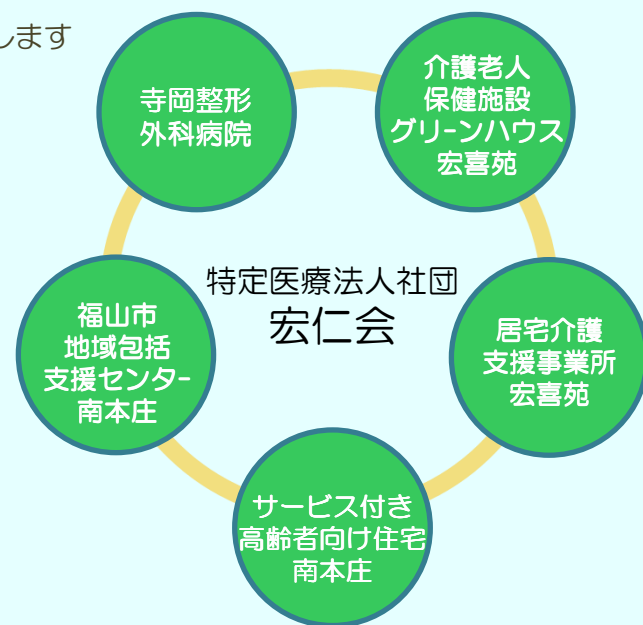 します
寺岡整形
外科病院
介護老人
保健施設
グリーンハウス
宏喜苑
特定医療法人社団
宏仁会
福山市
地域包括
支援センター
南本庄
居宅介護
支援事業所
宏喜苑
サービス付き
高齢者向け住宅
南本庄